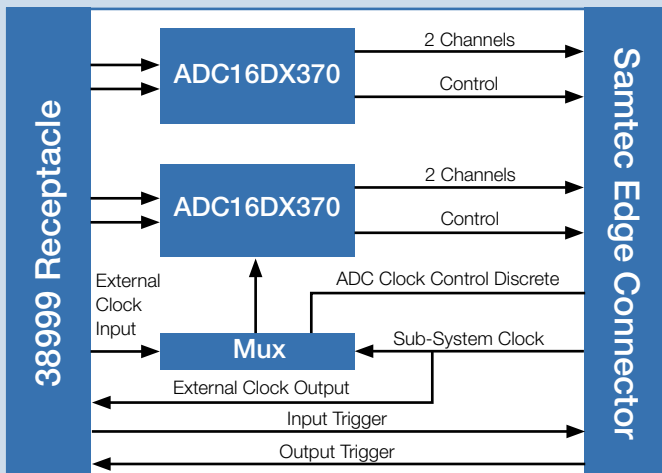 38999 Receptacle
ADC16DX370
2 Channels
Control
ADC16DX370
2 Channels
Control
External
Clock
Input
ADC Clock Control Discrete
Mux
Sub-System Clock
External Clock Output
Input Trigger
Output Trigger
Samtec Edge Connector